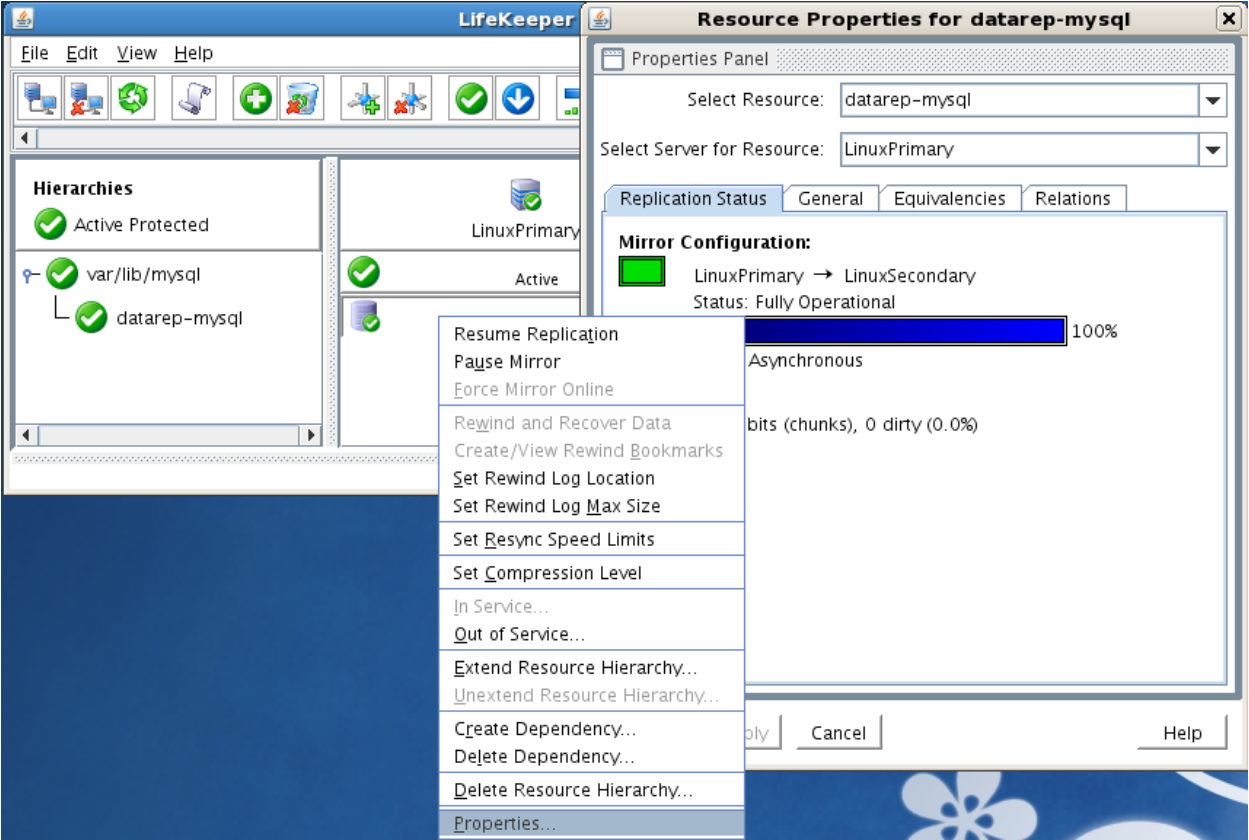 LifeKeeper
File Edit View Help
Hierarchies
Active Protected
var/lib/mysql
datarep-mysql
LinuxPrimary
Active
Resource Properties for datarep-mysql
Properties Panel
Select Resource: datarep-mysql
Select Server for Resource: LinuxPrimary
Replication Status General Equivalencies Relations
Mirror Configuration:
LinuxPrimary → LinuxSecondary
Status: Fully Operational
100%
Asynchronous
bits (chunks), 0 dirty (0.0%)
Cancel Help
Resume Replication
Pause Mirror
Force Mirror Online
Rewind and Recover Data
Create/View Rewind Bookmarks
Set Rewind Log Location
Set Rewind Log Max Size
Set Resync Speed Limits
Set Compression Level
In Service...
Out of Service...
Extend Resource Hierarchy...
Unextend Resource Hierarchy...
Create Dependency...
Delete Dependency...
Delete Resource Hierarchy...
Properties...